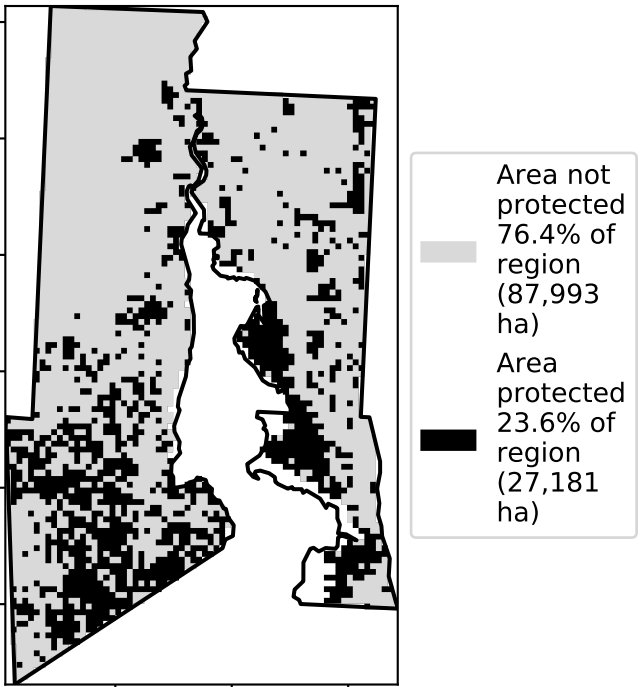 Area not
protected
76.4% of
region
(87,993
ha)
Area
protected
23.6% of
region
(27,181
ha)